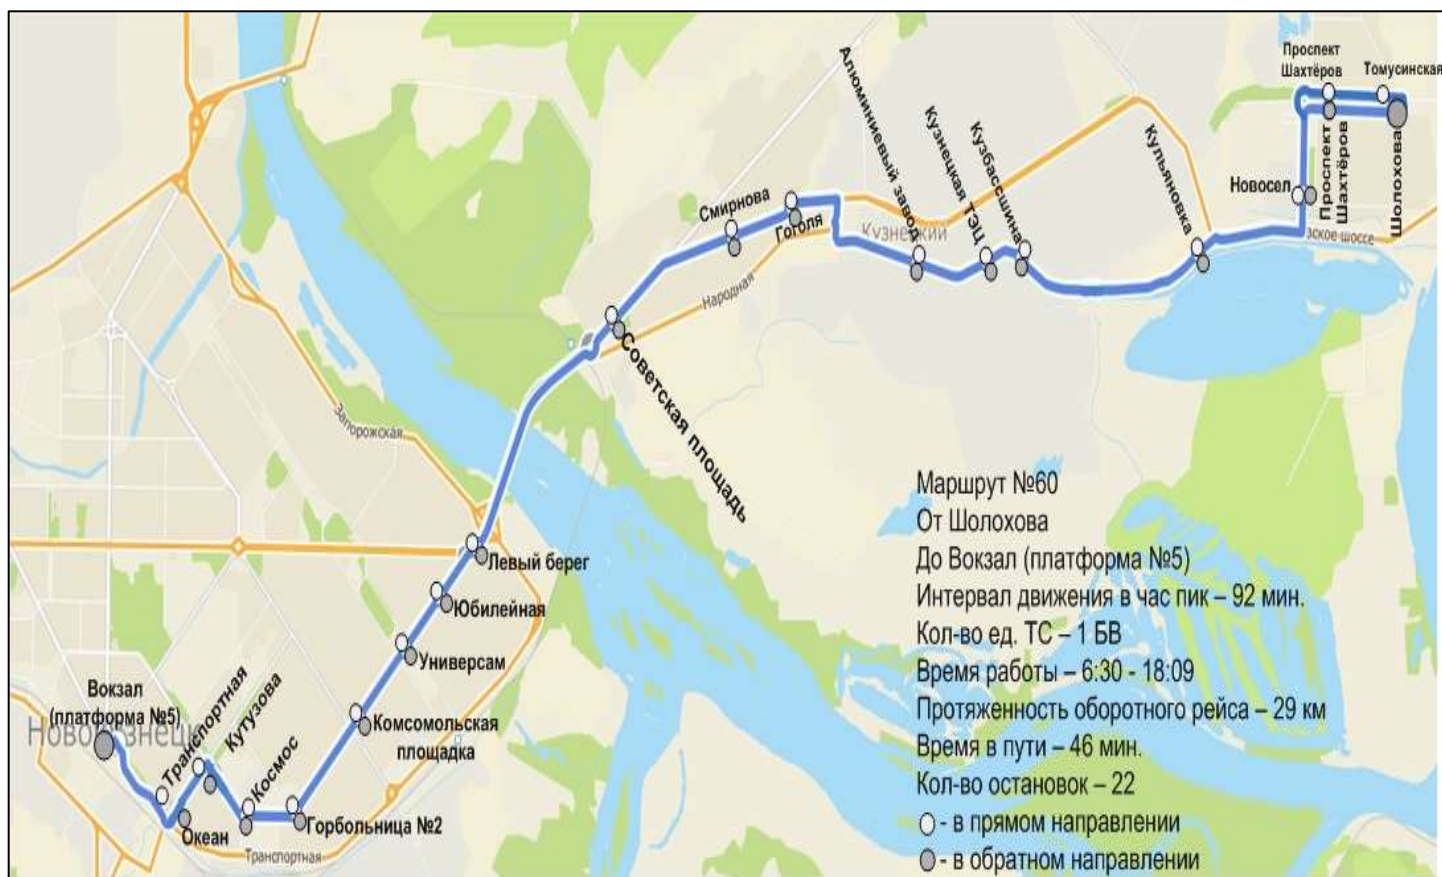 Проспект
Шахтёров
Томусинская
Алюминиевый завод
Кузнецкая ТЭЦ
Кузбассшина
Кульяновка
Новосел
Проспект
Шахтёров
Шолохова
Смирнова
Гоголя
Кузнецкий
зское шоссе
Народная
Советская площадь
Запорожская
Левый берег
Юбилейная
Универсам
Комсомольская
площадка
Вокзал
(платформа №5)
Новокузнецк
Транспортная
Кутузова
Космос
Океан
Горбольница №2
Транспортная
Маршрут №60
От Шолохова
До Вокзал (платформа №5)
Интервал движения в час пик – 92 мин.
Кол-во ед. ТС – 1 БВ
Время работы – 6:30 - 18:09
Протяженность оборотного рейса – 29 км
Время в пути – 46 мин.
Кол-во остановок – 22
- в прямом направлении
- в обратном направлении